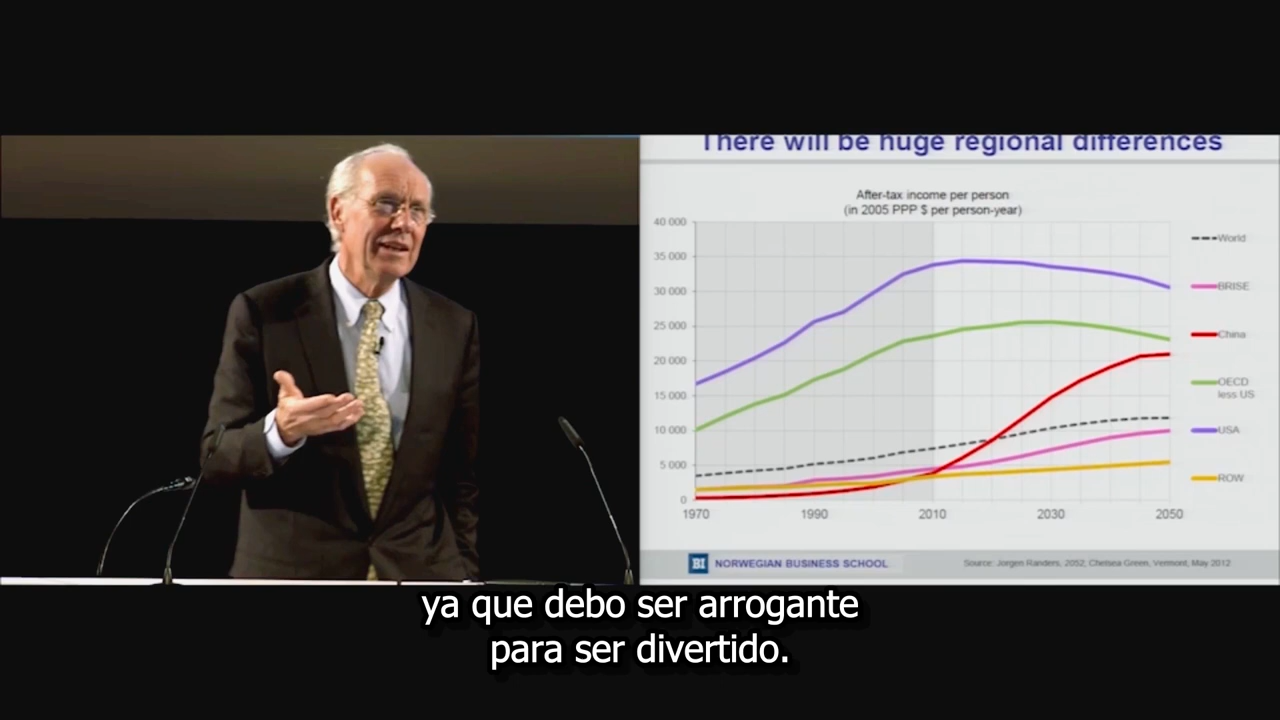 There will be huge regional differences
After-tax income per person
(in 2005 PPP $ per person-year)
40 000
35 000
30 000
25 000
20 000
15 000
10 000
5 000
0
1970
1990
2010
2030
2050
World
BRISE
China
OECD
less US
USA
ROW
BI NORWEGIAN BUSINESS SCHOOL
Source: Jorgen Randers, 2052, Chelsea Green, Vermont, May 2012
ya que debo ser arrogante
para ser divertido.